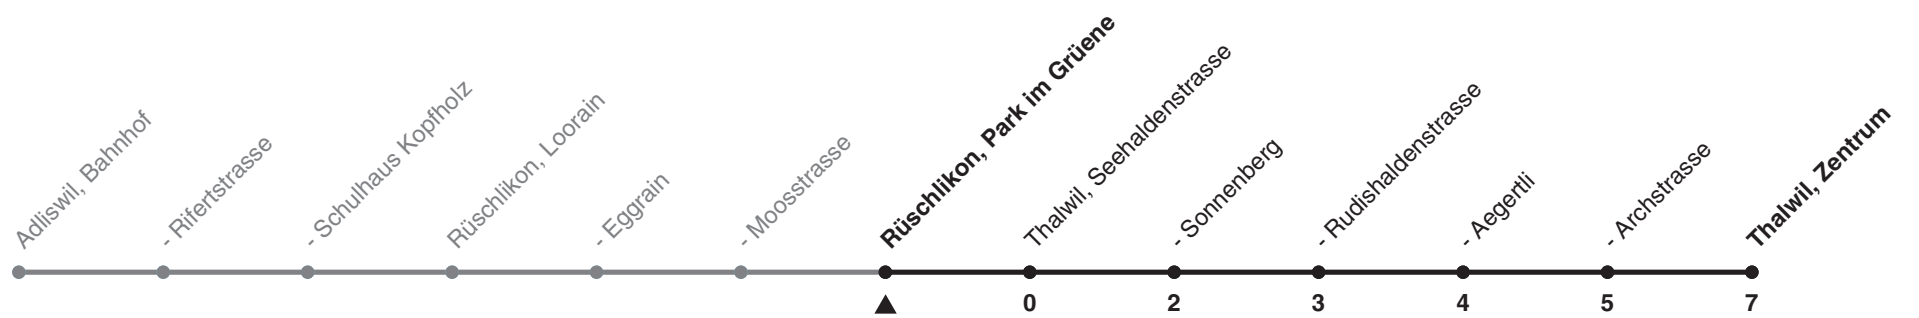 Adliswil, Bahnhof
- Rifertstrasse
- Schulhaus Kopfholz
Rüschlikon, Loorain
- Eggrain
- Moosstrasse
Rüschlikon, Park im Grüene
Thalwil, Seehaldenstrasse
- Sonnenberg
- Rudishaldenstrasse
- Aegertli
- Archstrasse
Thalwil, Zentrum
0 2 3 4 5 7